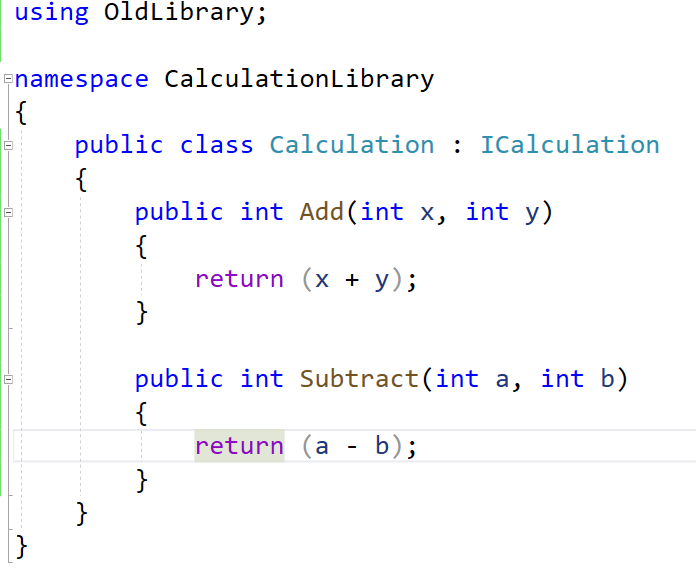 using OldLibrary;
namespace CalculationLibrary
{
public class Calculation : ICalculation
{
public int Add(int x, int y)
{
return (x + y);
}
public int Subtract(int a, int b)
{
return (a - b);
}
}
}